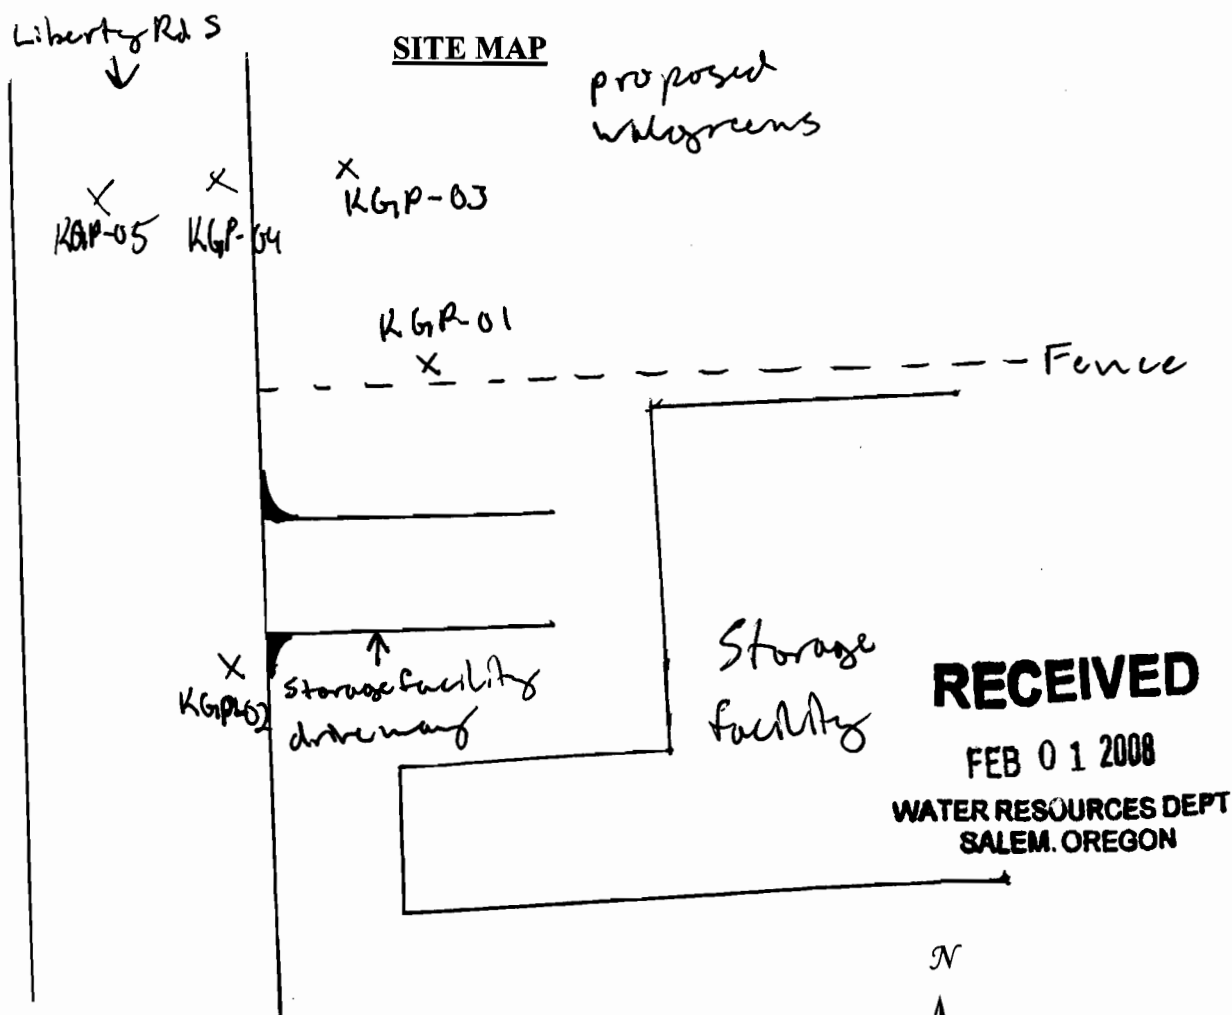 Liberty Rd S
SITE MAP
proposed
walgreens
KGP-03
KGP-05
KGP-04
KGP-01
Fence
Storage
facility
KGP-02
storage facility
driveway
RECEIVED
FEB 01 2008
WATER RESOURCES DEPT
SALEM. OREGON
N